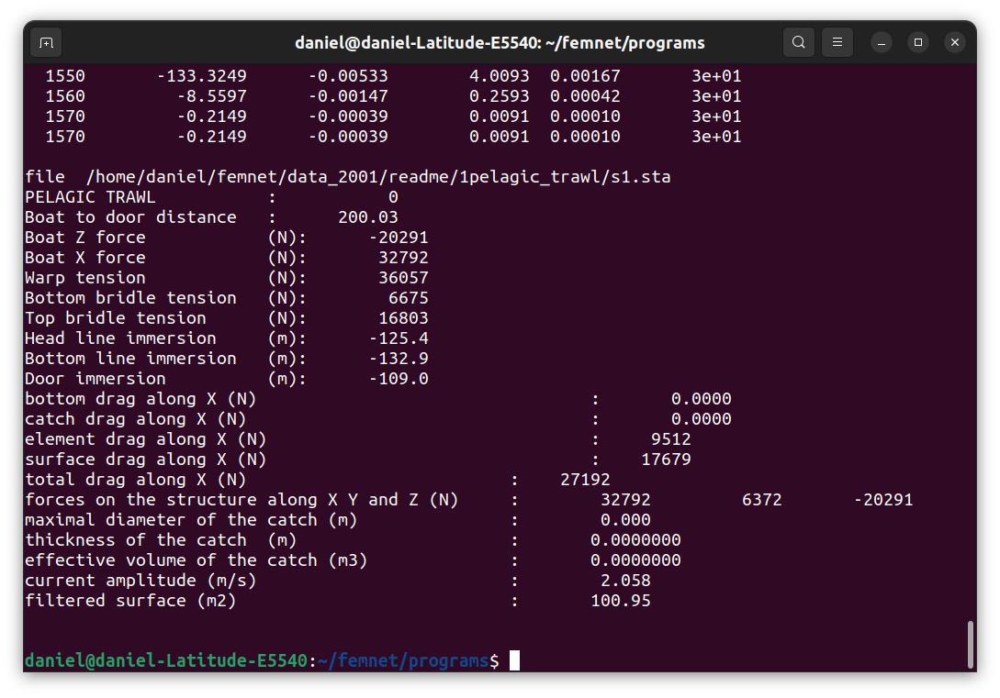 daniel@daniel-Latitude-E5540: ~/femnet/programs
1550 -133.3249 -0.00533 4.0093 0.00167 3e+01
1560 -8.5597 -0.00147 0.2593 0.00042 3e+01
1570 -0.2149 -0.00039 0.0091 0.00010 3e+01
1570 -0.2149 -0.00039 0.0091 0.00010 3e+01
file /home/daniel/femnet/data_2001/readme/1pelagic_trawl/s1.sta
PELAGIC TRAWL : 0
Boat to door distance : 200.03
Boat Z force (N): -20291
Boat X force (N): 32792
Warp tension (N): 36057
Bottom bridle tension (N): 6675
Top bridle tension (N): 16803
Head line immersion (m): -125.4
Bottom line immersion (m): -132.9
Door immersion (m): -109.0
bottom drag along X (N) : 0.0000
catch drag along X (N) : 0.0000
element drag along X (N) : 9512
surface drag along X (N) : 17679
total drag along X (N) : 27192
forces on the structure along X Y and Z (N) : 32792 6372 -20291
maximal diameter of the catch (m) : 0.000
thickness of the catch (m) : 0.0000000
effective volume of the catch (m3) : 0.0000000
current amplitude (m/s) : 2.058
filtered surface (m2) : 100.95
daniel@daniel-Latitude-E5540:~/femnet/programs$